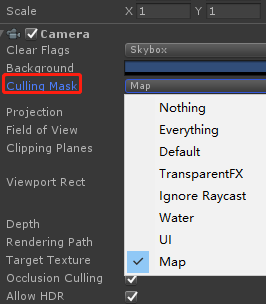 Scale X 1 Y 1
Camera
Clear Flags Skybox
Background
Culling Mask Map
Nothing
Everything
Default
TransparentFX
Ignore Raycast
Water
UI
Map
Projection
Field of View
Clipping Planes
Viewport Rect
Depth
Rendering Path
Target Texture
Occlusion Culling
Allow HDR